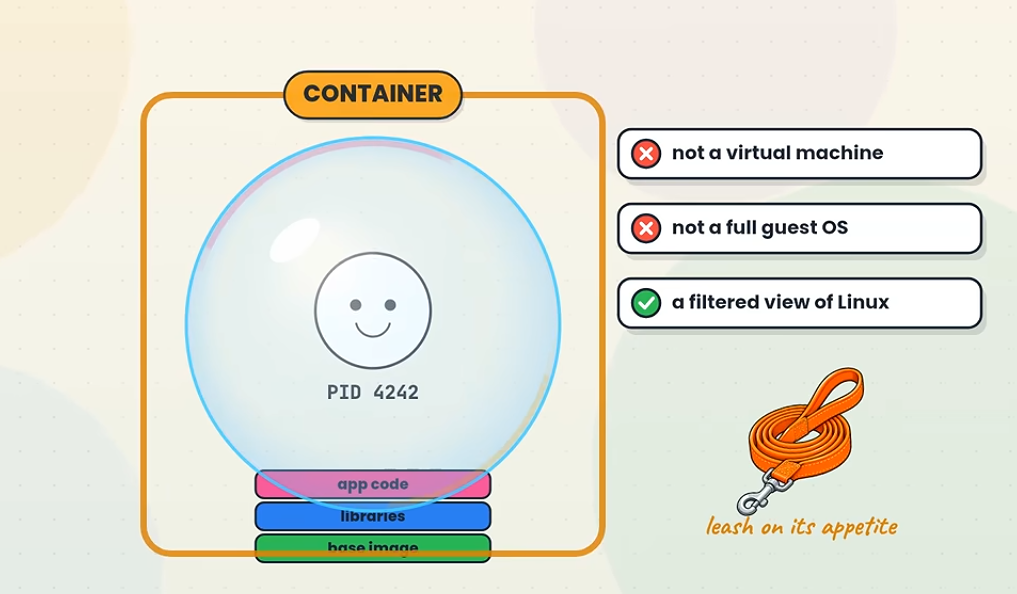 CONTAINER
not a virtual machine
not a full guest OS
a filtered view of Linux
PID 4242
app code
libraries
base image
leash on its appetite